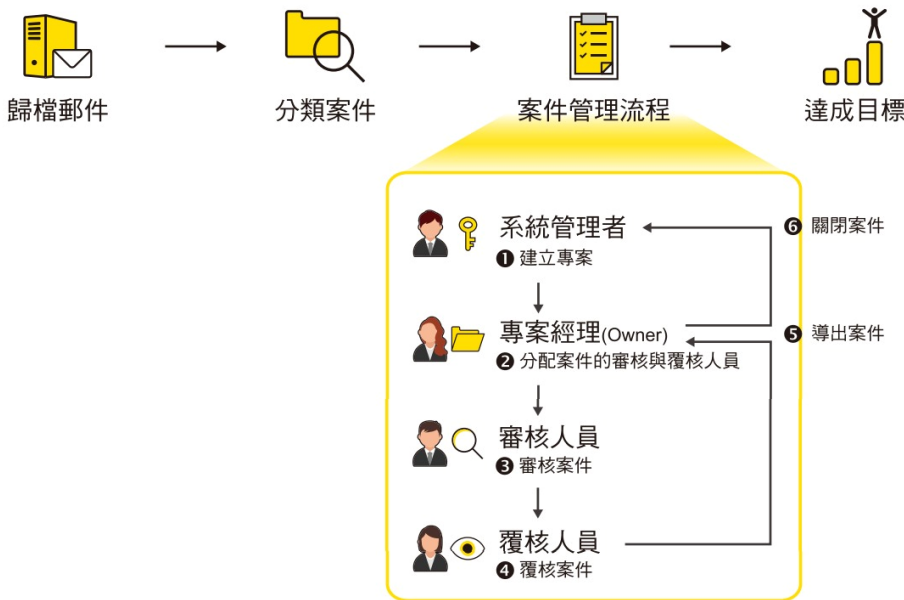 歸檔郵件
分類案件
案件管理流程
達成目標
系統管理者
❶ 建立專案
❻ 關閉案件
專案經理(Owner)
❷ 分配案件的審核與覆核人員
❺ 導出案件
審核人員
❸ 審核案件
覆核人員
❹ 覆核案件